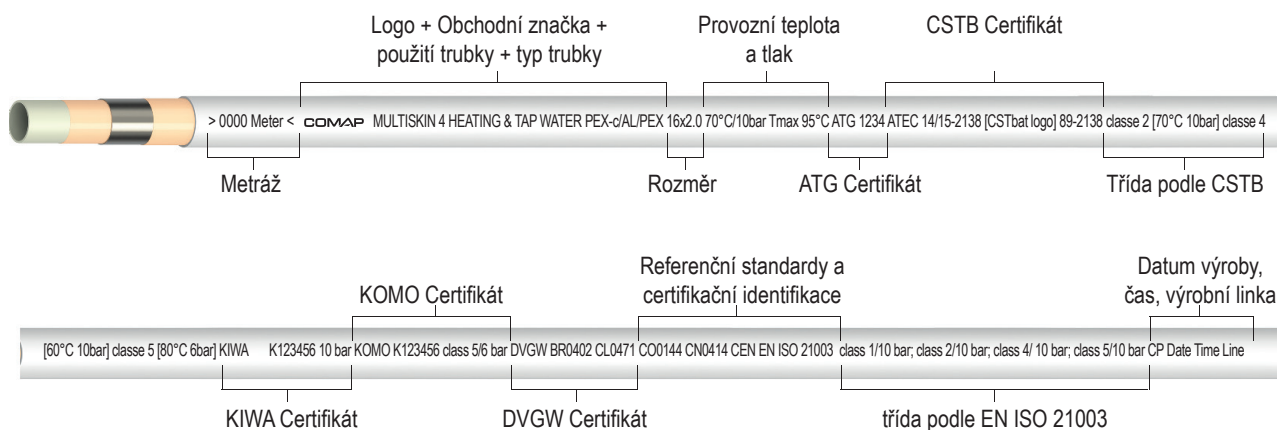 Logo + Obchodní značka +
použití trubky + typ trubky
Provozní teplota
a tlak
CSTB Certifikát
> 0000 Meter < COMAP MULTISKIN 4 HEATING & TAP WATER PEX-c/AL/PEX 16x2.0 70°C/10bar Tmax 95°C ATG 1234 ATEC 14/15-2138 [CSTbat logo] 89-2138 classe 2 [70°C 10bar] classe 4
Metráž
Rozměr
ATG Certifikát
Třída podle CSTB
KOMO Certifikát
Referenční standardy a
certifikační identifikace
Datum výroby,
čas, výrobní linka
[60°C 10bar] classe 5 [80°C 6bar] KIWA K123456 10 bar KOMO K123456 class 5/6 bar DVGW BR0402 CL0471 CO0144 CN0414 CEN EN ISO 21003 class 1/10 bar; class 2/10 bar; class 4/ 10 bar; class 5/10 bar CP Date Time Line
KIWA Certifikát
DVGW Certifikát
třída podle EN ISO 21003